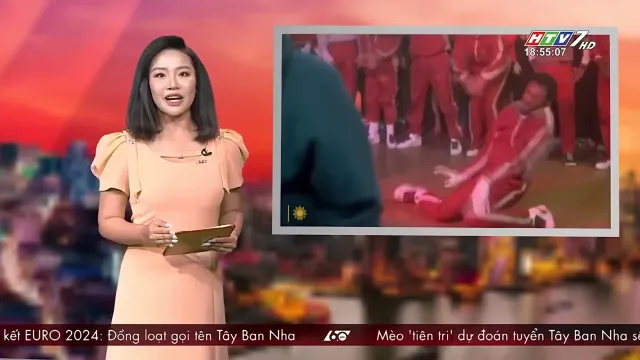 HTV7 HD
18:55:07
kết EURO 2024: Đồng loạt gọi tên Tây Ban Nha 60 Mèo 'tiên tri' dự đoán tuyển Tây Ban Nha sẽ